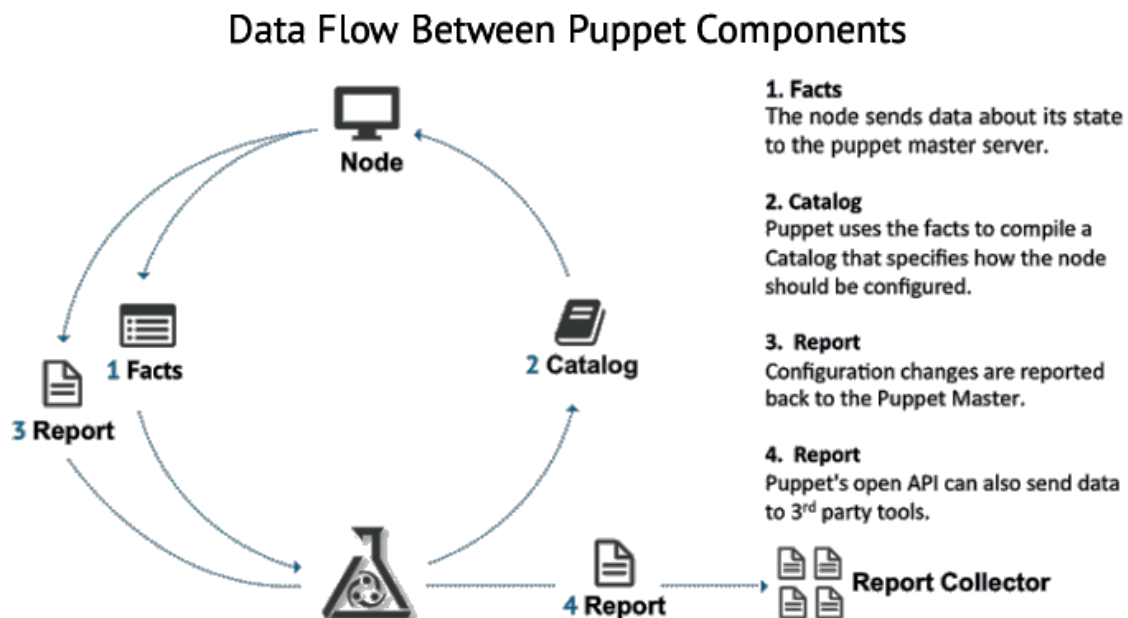 Data Flow Between Puppet Components
Node
1 Facts
3 Report
2 Catalog
4 Report
Report Collector
1. Facts
The node sends data about its state
to the puppet master server.
2. Catalog
Puppet uses the facts to compile a
Catalog that specifies how the node
should be configured.
3. Report
Configuration changes are reported
back to the Puppet Master.
4. Report
Puppet's open API can also send data
to 3rd party tools.